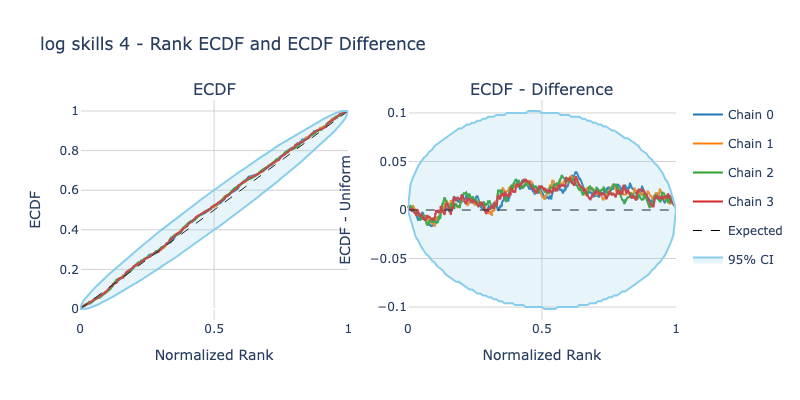 log skills 4 - Rank ECDF and ECDF Difference
ECDF
ECDF
1
0.8
0.6
0.4
0.2
0
0
0.5
1
Normalized Rank
ECDF - Difference
ECDF - Uniform
0.1
0.05
0
−0.05
−0.1
0
0.5
1
Normalized Rank
Chain 0
Chain 1
Chain 2
Chain 3
Expected
95% CI